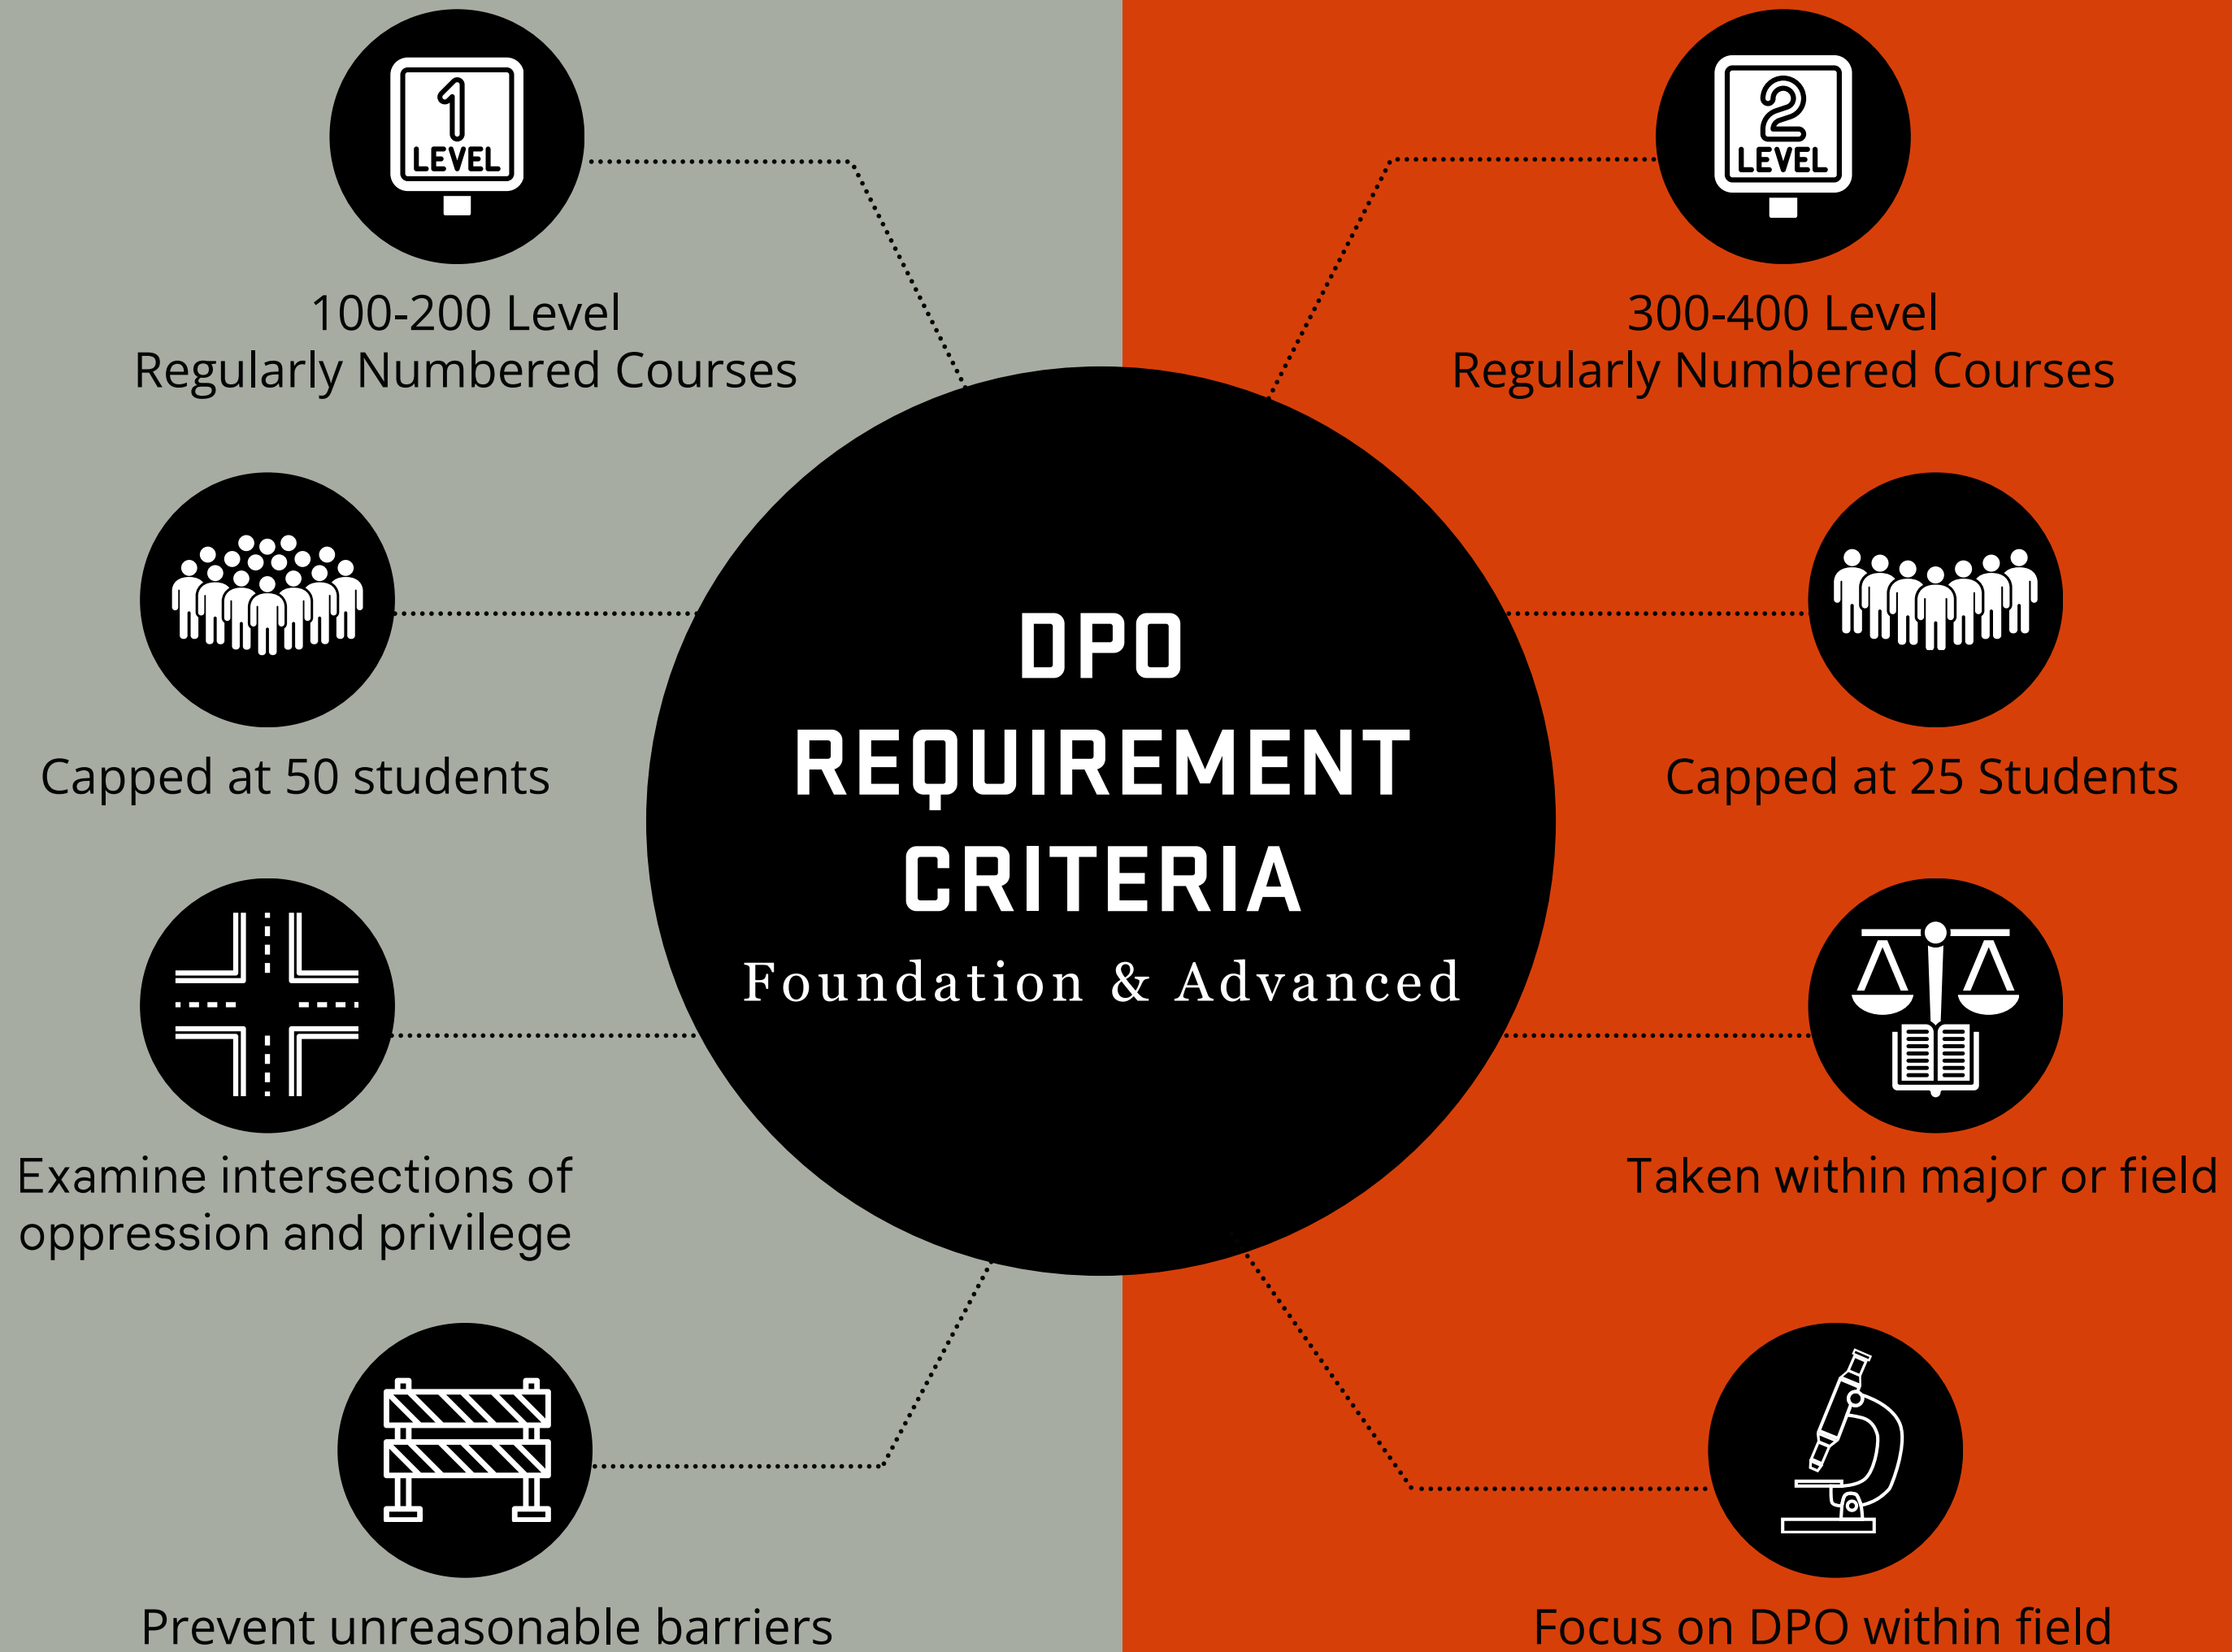 1
LEVEL
100-200 Level
Regularly Numbered Courses
Capped at 50 students
Examine intersections of
oppression and privilege
Prevent unreasonable barriers
DPO
REQUIREMENT
CRITERIA
Foundation & Advanced
2
LEVEL
300-400 Level
Regularly Numbered Courses
Capped at 25 Students
Taken within major or field
Focus on DPO within field